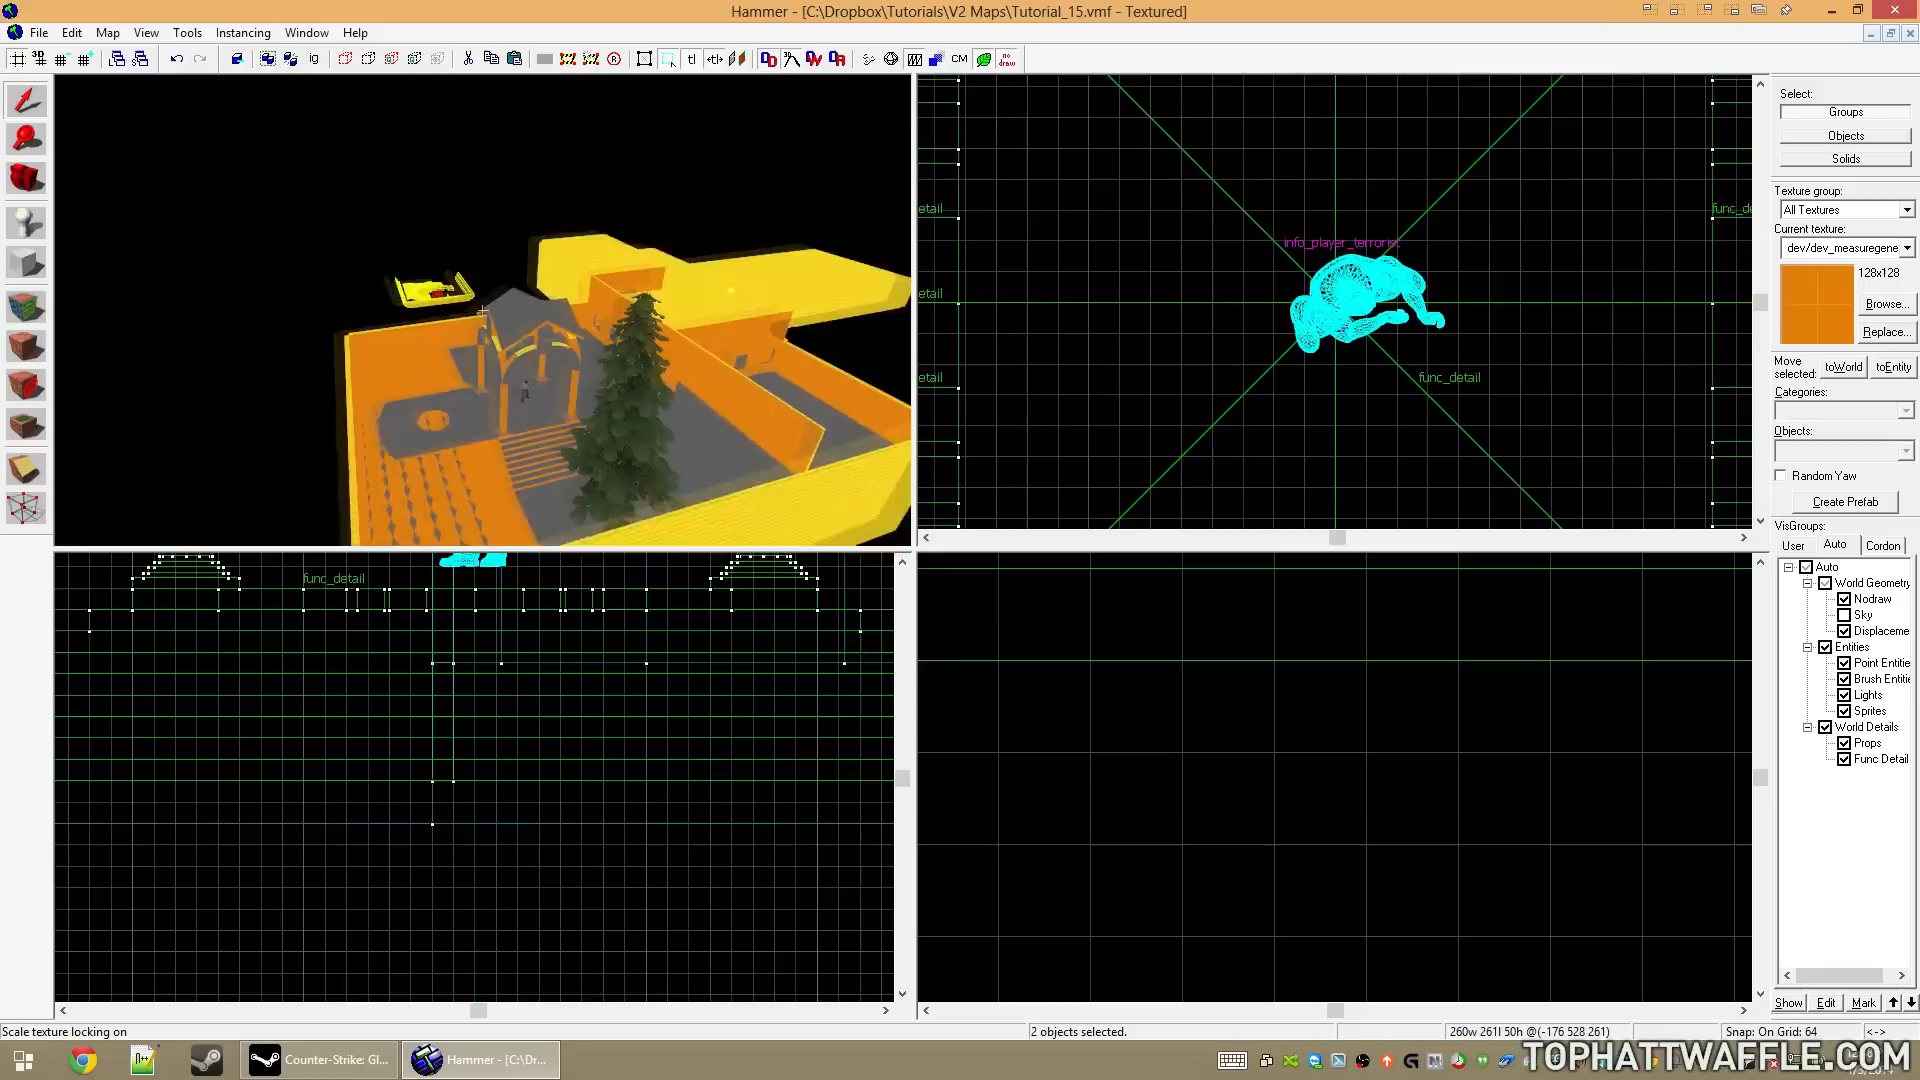 Hammer - [C:\Dropbox\Tutorials\V2 Maps\Tutorial_15.vmf - Textured]
File Edit Map View Tools Instancing Window Help
3D ig tl CM
Select:
Groups
Objects
Solids
Texture group:
All Textures
Current texture:
dev/dev_measuregene
128x128
Browse...
Replace...
Move selected:
toWorld
toEntity
Categories:
Objects:
Random Yaw
Create Prefab
VisGroups:
User Auto Cordon
Auto
World Geometry
Nodraw
Sky
Displaceme
Entities
Point Entitie
Brush Entitie
Lights
Sprites
World Details
Props
Func Detail
Show Edit Mark
etail
etail
etail
info_player_terrorist
func_detail
func_de
func_detail
Scale texture locking on
2 objects selected.
260w 261l 50h @(-176 528 261)
Snap: On Grid: 64
<->
Counter-Strike: Gl...
Hammer - [C:\Dr...
TOPHATTWAFFLE.COM